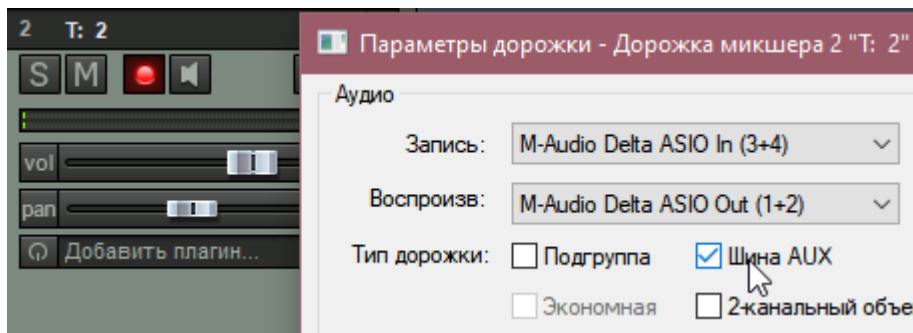 2 T: 2
Параметры дорожки - Дорожка микшера 2 "T: 2"
S M
Аудио
Запись: M-Audio Delta ASIO In (3+4)
vol
Воспроизв: M-Audio Delta ASIO Out (1+2)
pan
Добавить плагин...
Тип дорожки: Подгруппа Шина AUX
Экономная 2-канальный объе